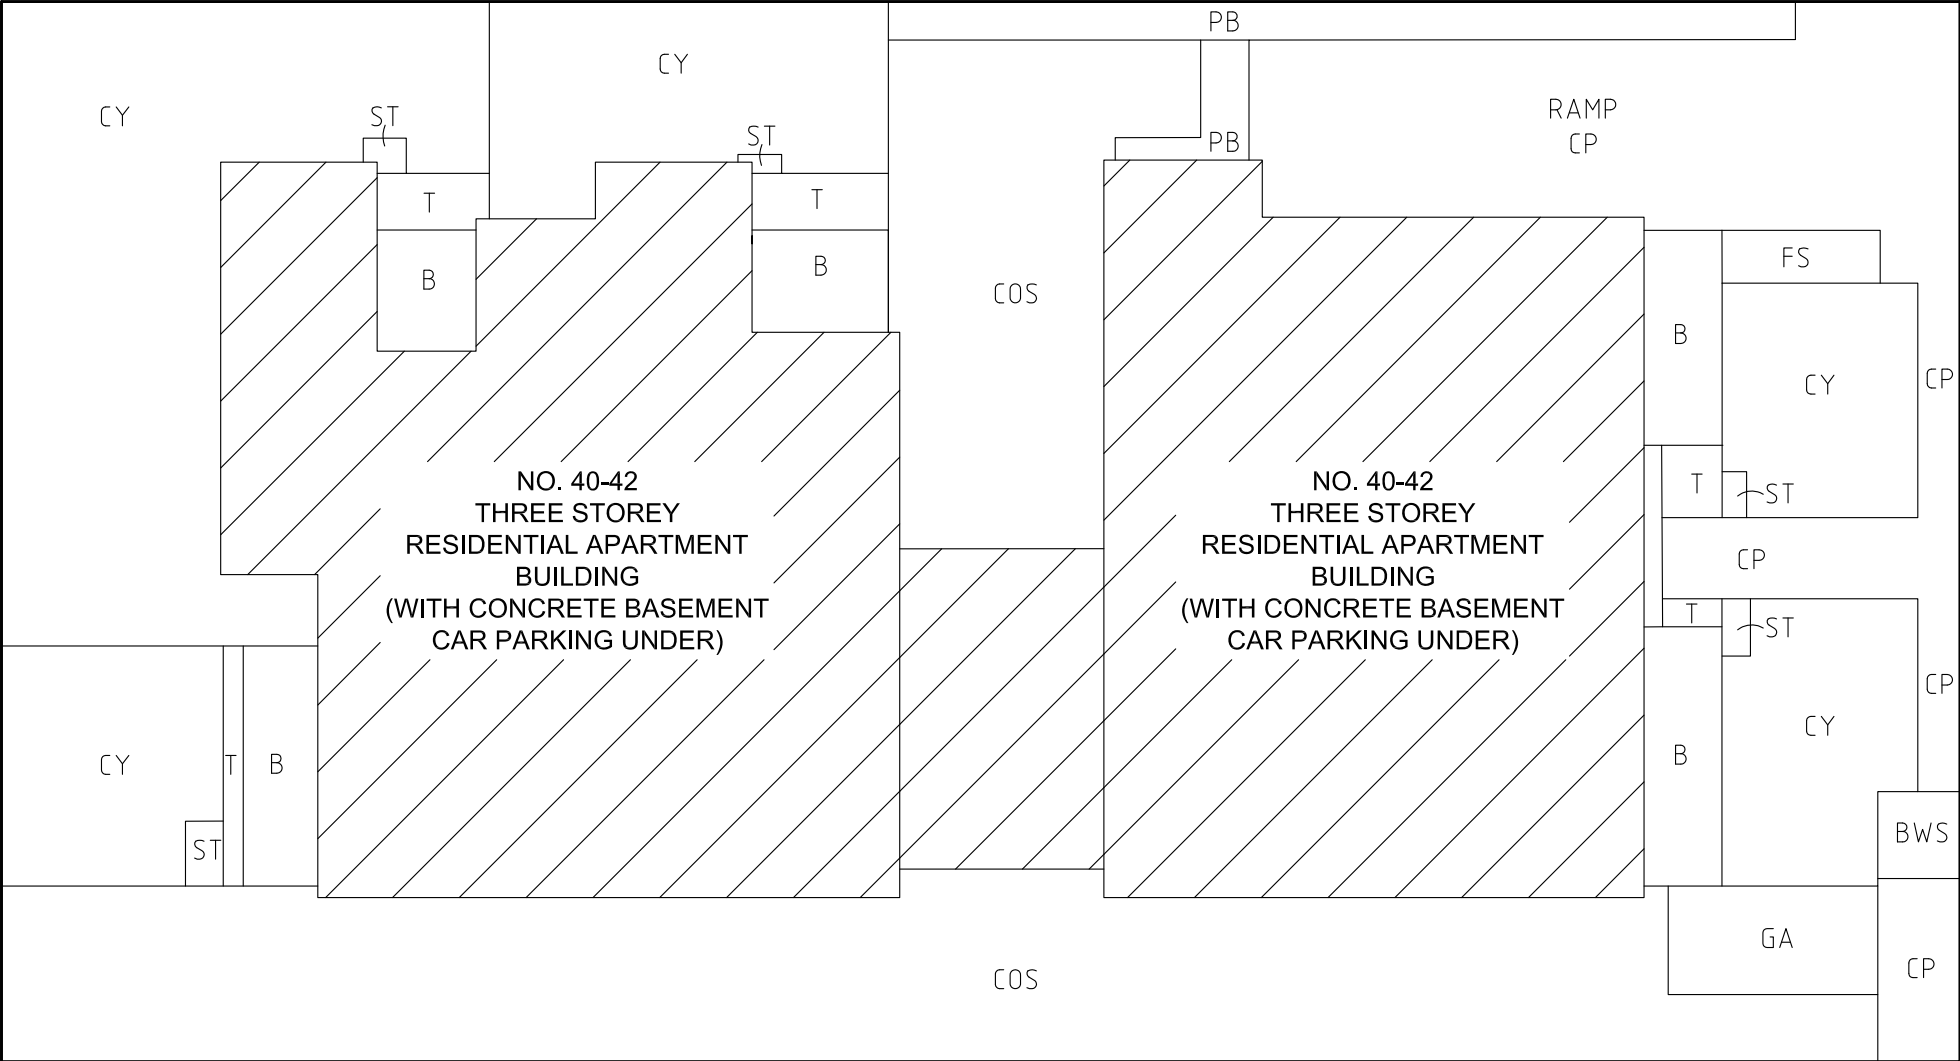 PB
CY
CY
RAMP
CP
ST
ST
PB
T
T
B
B
COS
FS
B
CY
CP
NO. 40-42
THREE STOREY
RESIDENTIAL APARTMENT
BUILDING
(WITH CONCRETE BASEMENT
CAR PARKING UNDER)
NO. 40-42
THREE STOREY
RESIDENTIAL APARTMENT
BUILDING
(WITH CONCRETE BASEMENT
CAR PARKING UNDER)
T
ST
CP
T
ST
CP
CY
B
CY
T
B
ST
BWS
GA
CP
COS